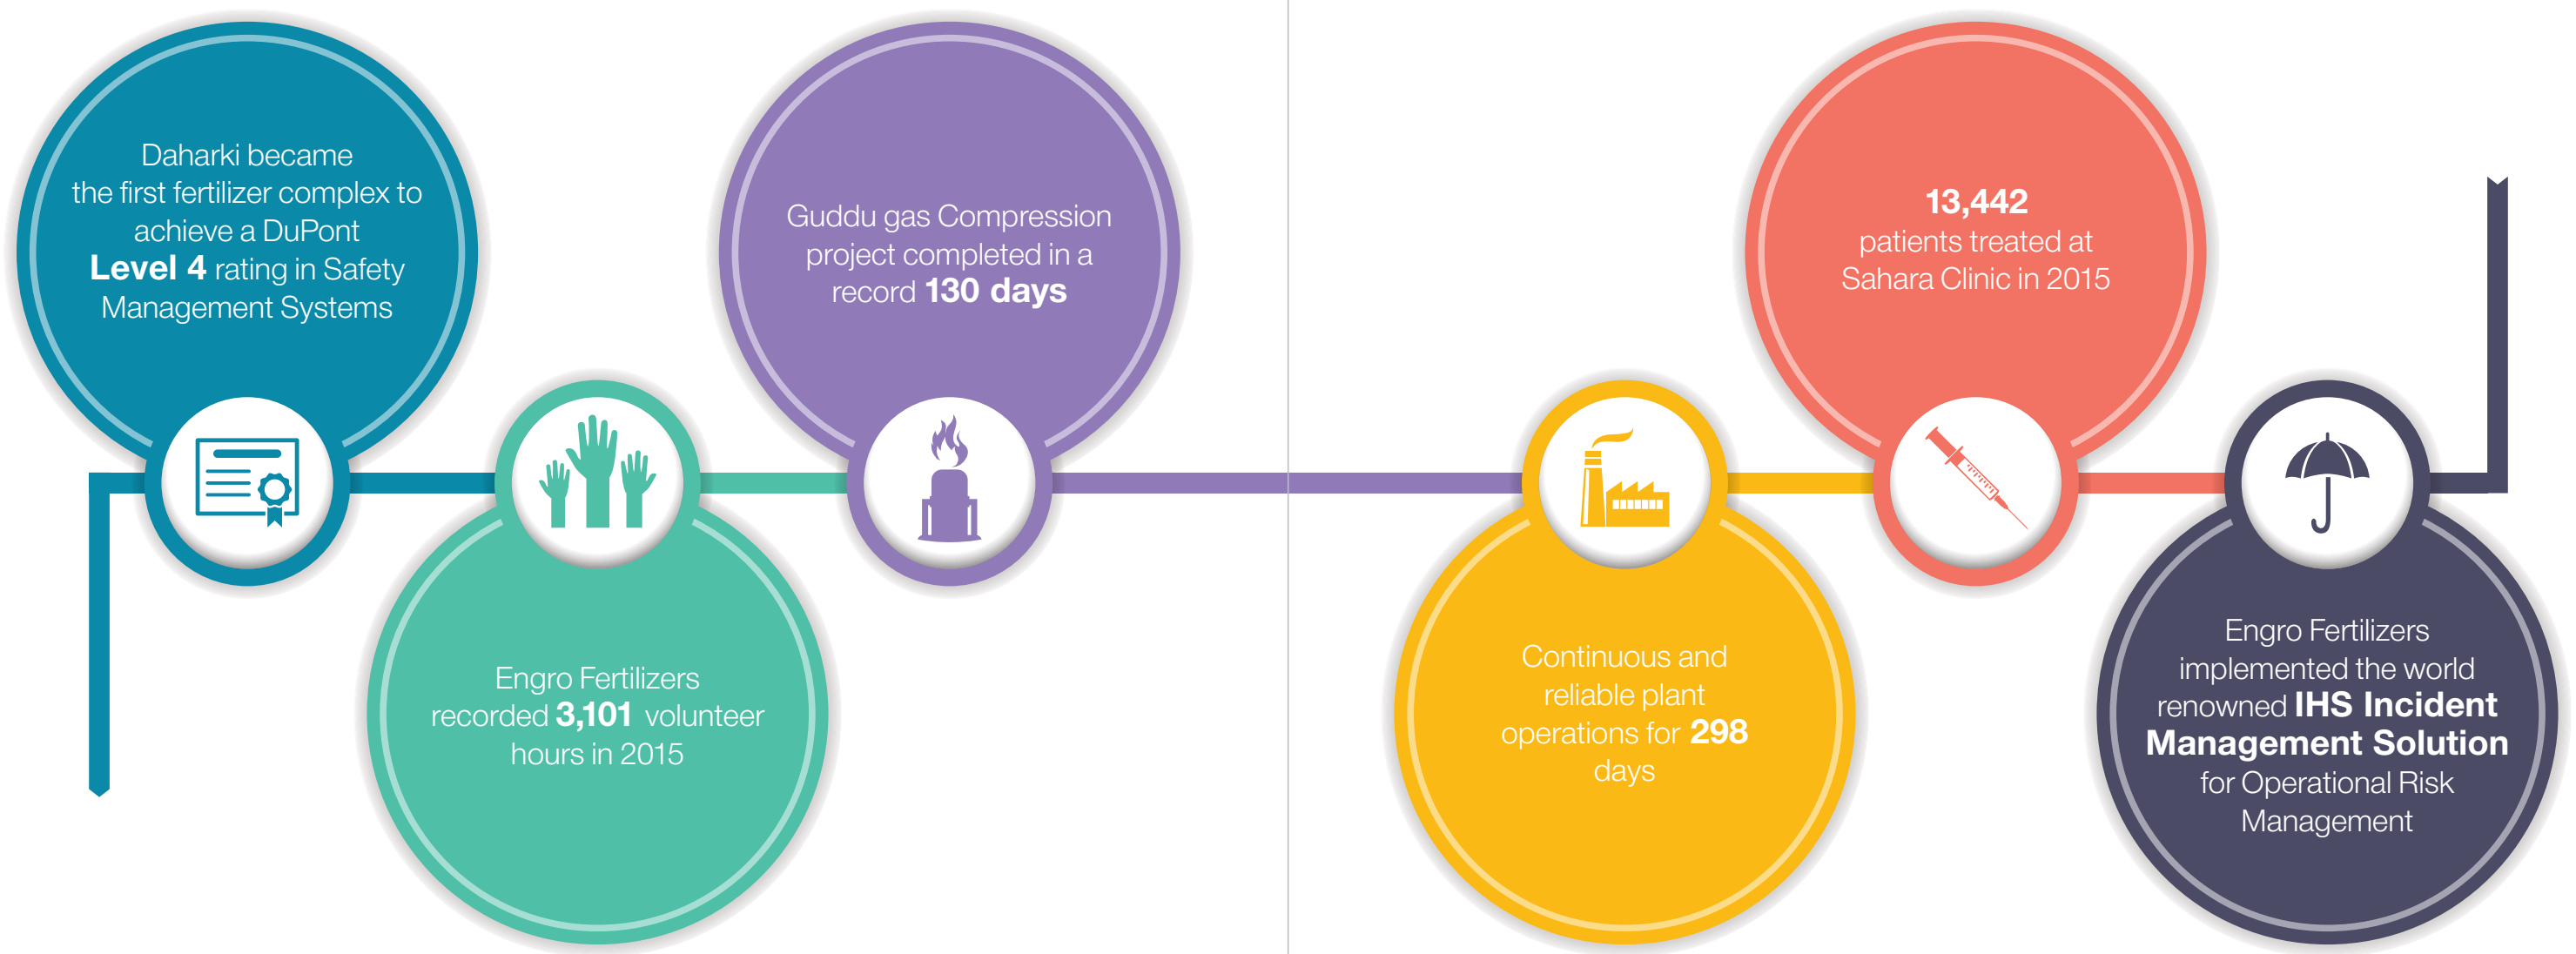 Daharki became
the first fertilizer complex to
achieve a DuPont
Level 4 rating in Safety
Management Systems
Engro Fertilizers
recorded 3,101 volunteer
hours in 2015
Guddu gas Compression
project completed in a
record 130 days
Continuous and
reliable plant
operations for 298
days
13,442
patients treated at
Sahara Clinic in 2015
Engro Fertilizers
implemented the world
renowned IHS Incident
Management Solution
for Operational Risk
Management